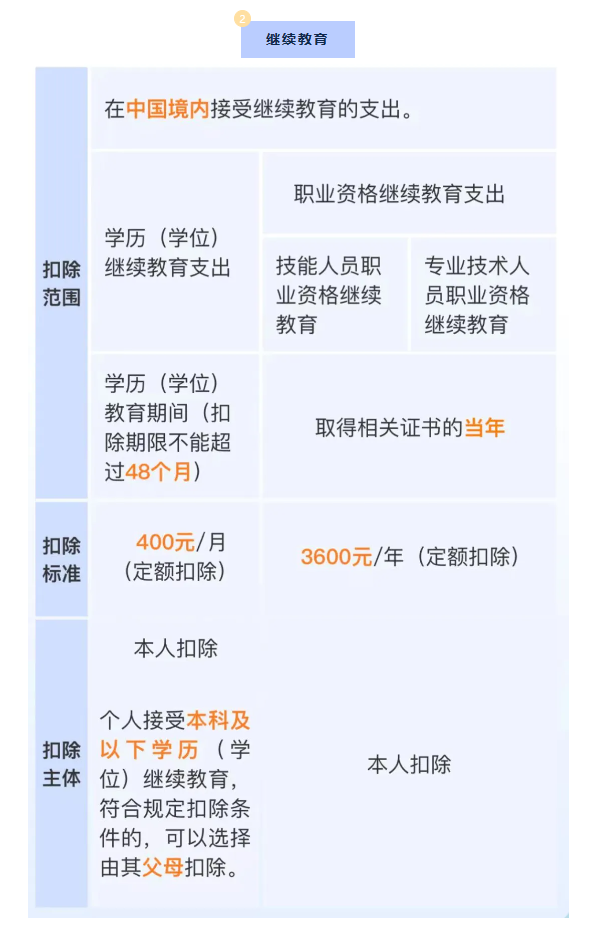 2
继续教育
扣除
范围
在中国境内接受继续教育的支出。
学历（学位）
继续教育支出
职业资格继续教育支出
技能人员职
业资格继续
教育
专业技术人
员职业资格
继续教育
学历（学位）
教育期间（扣
除期限不能超
过48个月）
取得相关证书的当年
扣除
标准
400元/月
（定额扣除）
3600元/年（定额扣除）
扣除
主体
本人扣除
个人接受本科及
以下学历（学
位）继续教育，
符合规定扣除条
件的，可以选择
由其父母扣除。
本人扣除